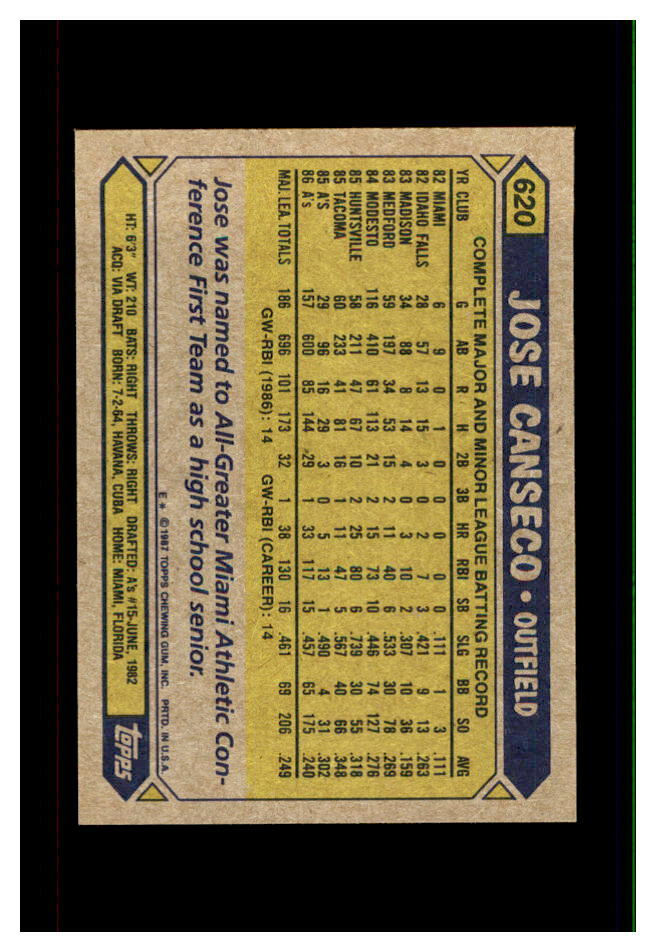 620 JOSE CANSECO • OUTFIELD
COMPLETE MAJOR AND MINOR LEAGUE BATTING RECORD
YR CLUB G AB R H 2B 3B HR RBI SB SLG BB SO AVG
82 MIAMI 6 9 0 1 0 0 0 0 0 .111 1 3 .111
82 IDAHO FALLS 28 57 13 15 3 0 2 7 3 .421 9 13 .263
83 MADISON 34 88 8 14 4 0 3 10 2 .307 10 36 .159
83 MEDFORD 59 197 34 53 15 2 11 40 6 .533 30 78 .269
84 MODESTO 116 410 61 113 21 2 15 73 10 .446 74 127 .276
85 HUNTSVILLE 58 211 47 67 10 2 25 80 6 .739 30 55 .318
85 TACOMA 60 233 41 81 16 1 11 47 5 .567 40 66 .348
85 A'S 29 96 16 29 3 0 5 13 1 .490 4 31 .302
86 A's 157 600 85 144 29 1 33 117 15 .457 65 175 .240
MAJ. LEA. TOTALS 186 696 101 173 32 1 38 130 16 .461 69 206 .249
GW-RBI (1986): 14 GW-RBI (CAREER): 14
Jose was named to All-Greater Miami Athletic Con-
ference First Team as a high school senior.
E * ©1987 TOPPS CHEWING GUM, INC. PRTD. IN U.S.A.
HT: 6'3" WT: 210 BATS: RIGHT THROWS: RIGHT DRAFTED: A's #15-JUNE, 1982
ACQ: VIA DRAFT BORN: 7-2-64, HAVANA, CUBA HOME: MIAMI, FLORIDA
topps